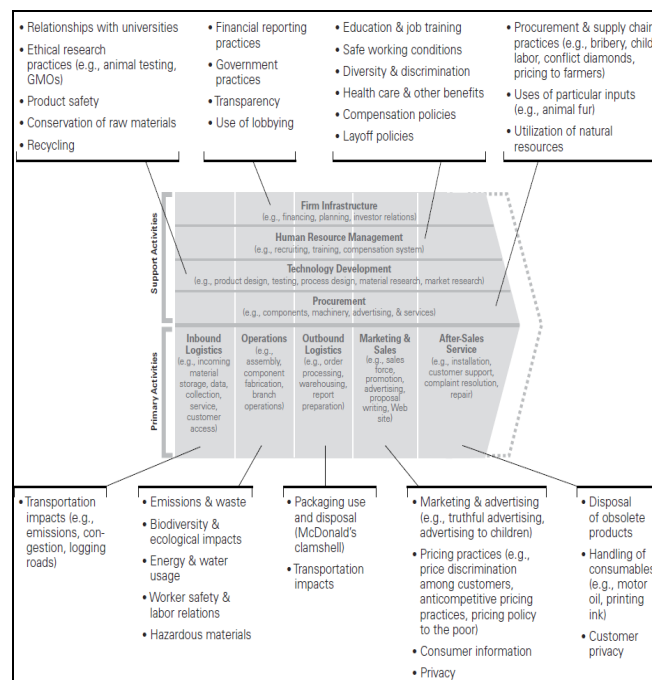 • Relationships with universities
• Ethical research
practices (e.g., animal testing,
GMOs)
• Product safety
• Conservation of raw materials
• Recycling
• Financial reporting
practices
• Government
practices
• Transparency
• Use of lobbying
• Education & job training
• Safe working conditions
• Diversity & discrimination
• Health care & other benefits
• Compensation policies
• Layoff policies
• Procurement & supply chain
practices (e.g., bribery, child
labor, conflict diamonds,
pricing to farmers)
• Uses of particular inputs
(e.g., animal fur)
• Utilization of natural
resources
Support Activities
Firm Infrastructure
(e.g., financing, planning, investor relations)
Human Resource Management
(e.g., recruiting, training, compensation system)
Technology Development
(e.g., product design, testing, process design, material research, market research)
Procurement
(e.g., components, machinery, advertising, & services)
Primary Activities
Inbound
Logistics
(e.g., incoming
material
storage, data,
collection,
service,
customer
access)
Operations
(e.g.,
assembly,
component
fabrication,
branch
operations)
Outbound
Logistics
(e.g., order
processing,
warehousing,
report
preparation)
Marketing
& Sales
(e.g., sales
force,
promotion,
advertising,
proposal
writing, Web
site)
After-Sales
Service
(e.g., installation,
customer support,
complaint resolution,
repair)
• Transportation
impacts (e.g.,
emissions, con-
gestion, logging
roads)
• Emissions & waste
• Biodiversity &
ecological impacts
• Energy & water
usage
• Worker safety &
labor relations
• Hazardous materials
• Packaging use
and disposal
(McDonald's
clamshell)
• Transportation
impacts
• Marketing & advertising
(e.g., truthful advertising,
advertising to children)
• Pricing practices (e.g.,
price discrimination
among customers,
anticompetitive pricing
practices, pricing policy
to the poor)
• Consumer information
• Privacy
• Disposal
of obsolete
products
• Handling of
consumables
(e.g., motor
oil, printing
ink)
• Customer
privacy